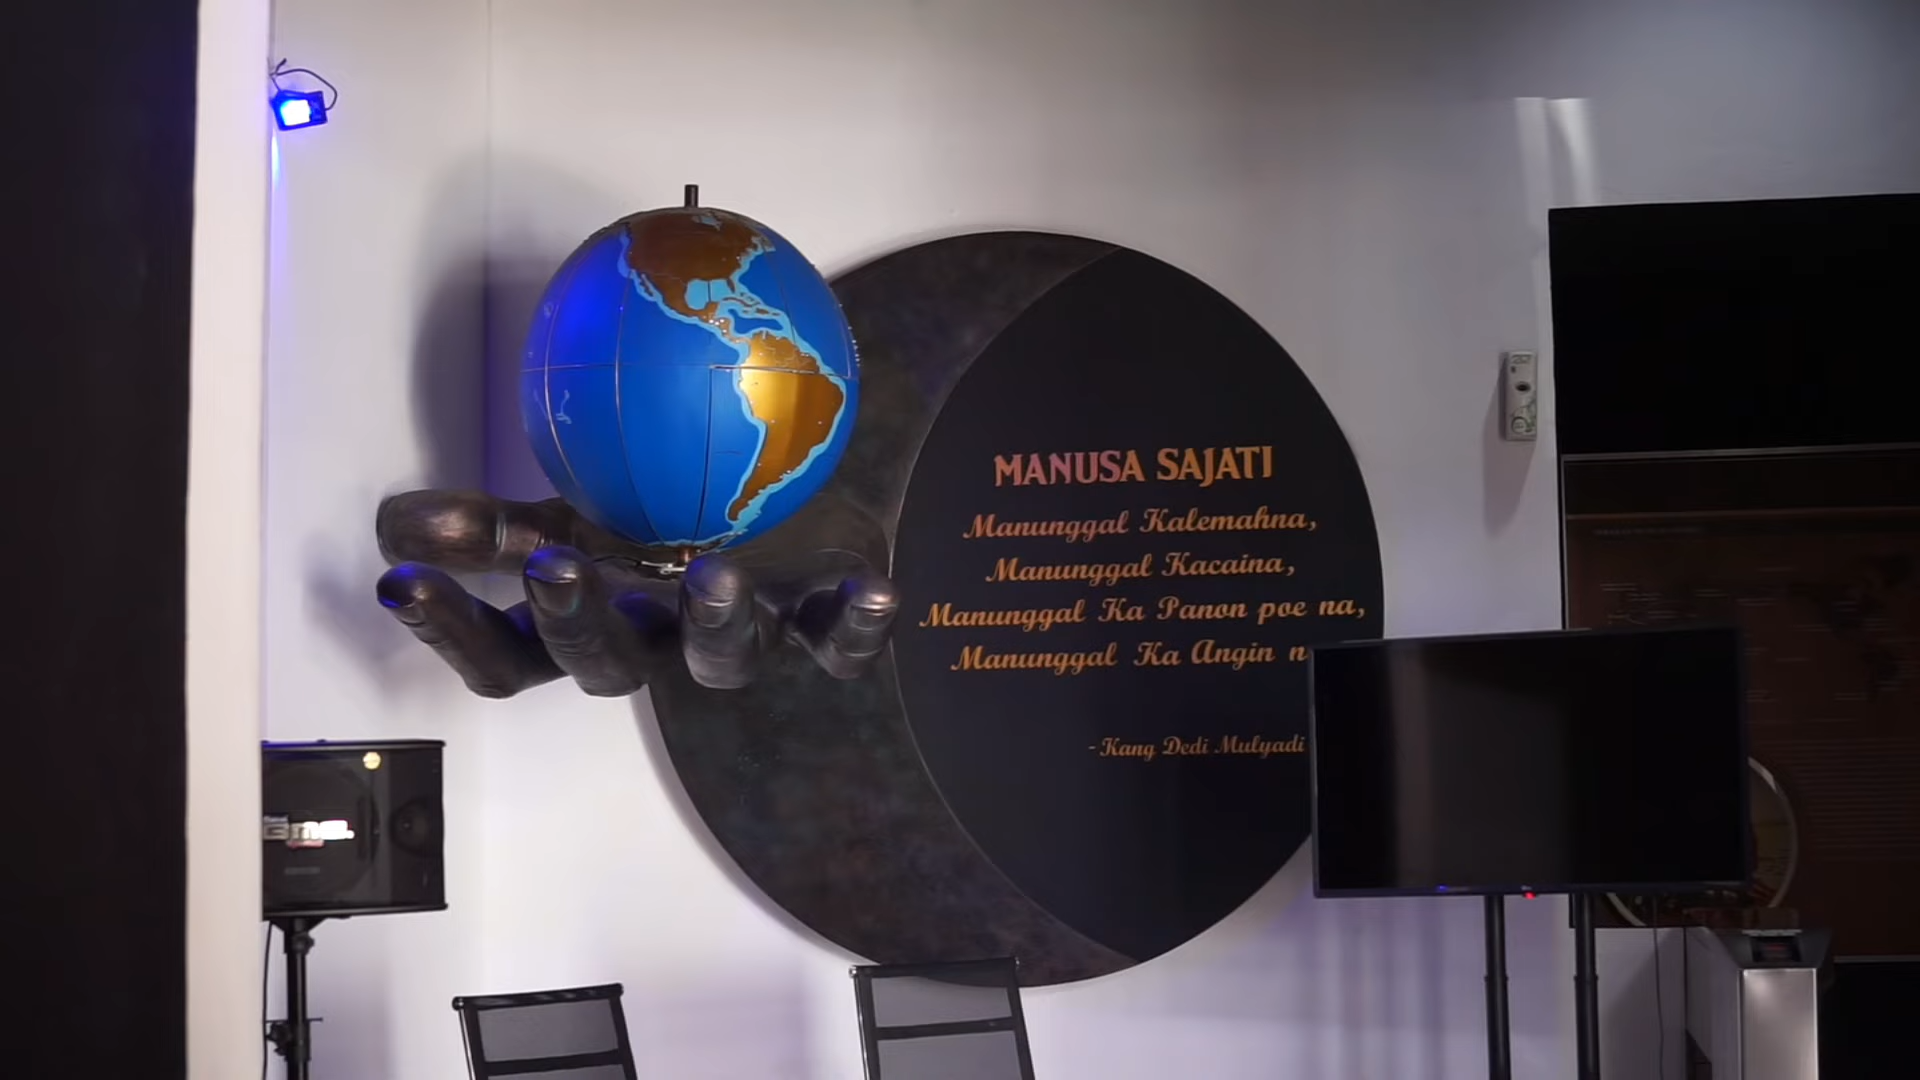 MANUSA SAJATI
Manunggal Kalemahna,
Manunggal Kacaina,
Manunggal Ka Panon poe na,
Manunggal Ka Angin
-Kang Dedi Mulyadi